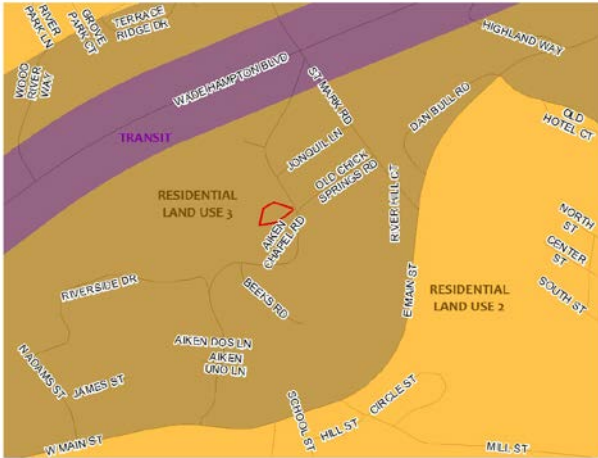 RIVER
PARK LN
GROVE
PARK CT
TERRACE
RIDGE DR
HIGHLAND WAY
WOOD
RIVER
WAY
WADE HAMPTON BLVD
ST MARK RD
DAN BULL RD
OLD
HOTEL CT
TRANSIT
JONQUIL LN
OLD CHICK
SPRINGS RD
RESIDENTIAL
LAND USE 3
AIKEN
CHAPEL RD
RIVER HILL CT
NORTH
ST
CENTER
ST
SOUTH ST
RIVERSIDE DR
BEEKS RD
E MAIN ST
RESIDENTIAL
LAND USE 2
AIKEN DOS LN
AIKEN
UNO LN
N ADAMS ST
JAMES ST
SCHOOL ST
HILL ST
CIRCLE ST
W MAIN ST
MILL ST